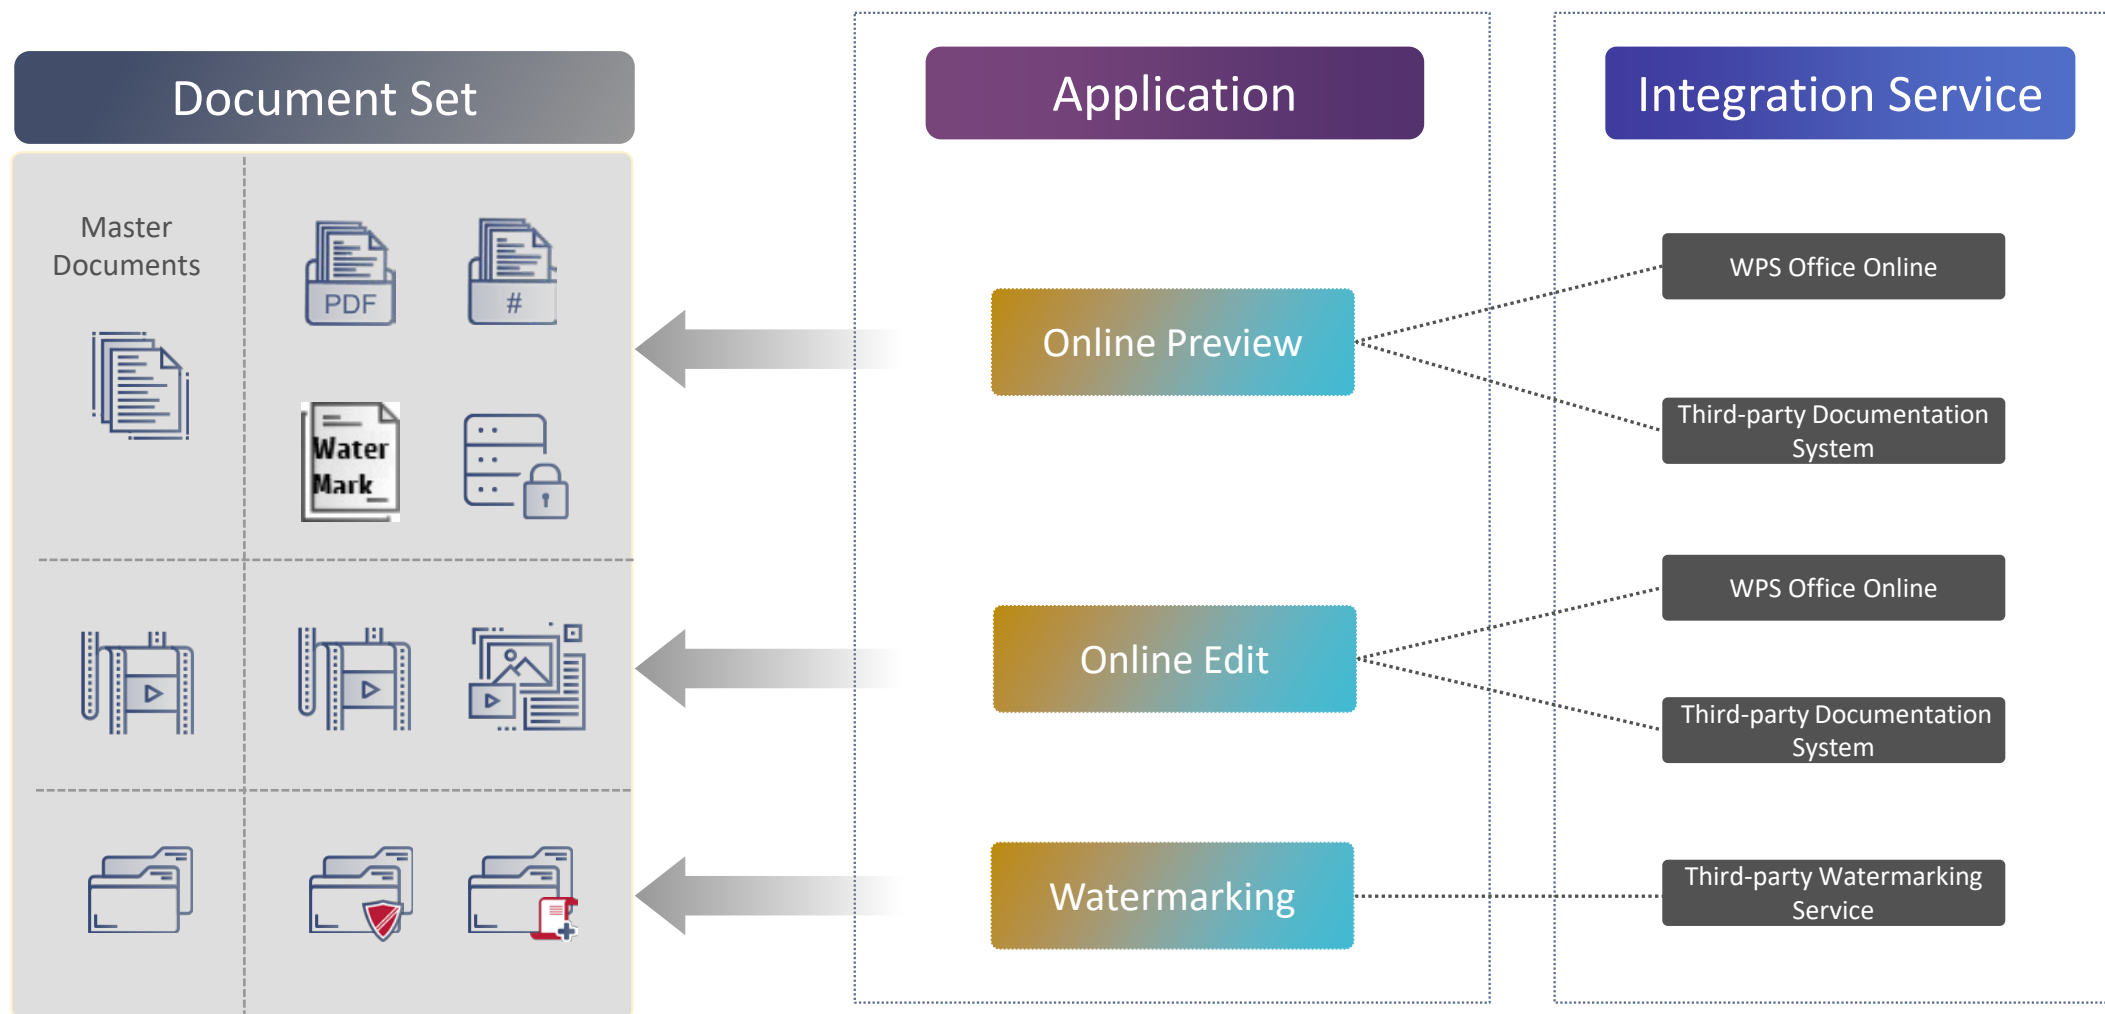 Document Set
Master
Documents
PDF
#
Water
Mark
Application
Online Preview
Online Edit
Watermarking
Integration Service
WPS Office Online
Third-party Documentation
System
WPS Office Online
Third-party Documentation
System
Third-party Watermarking
Service